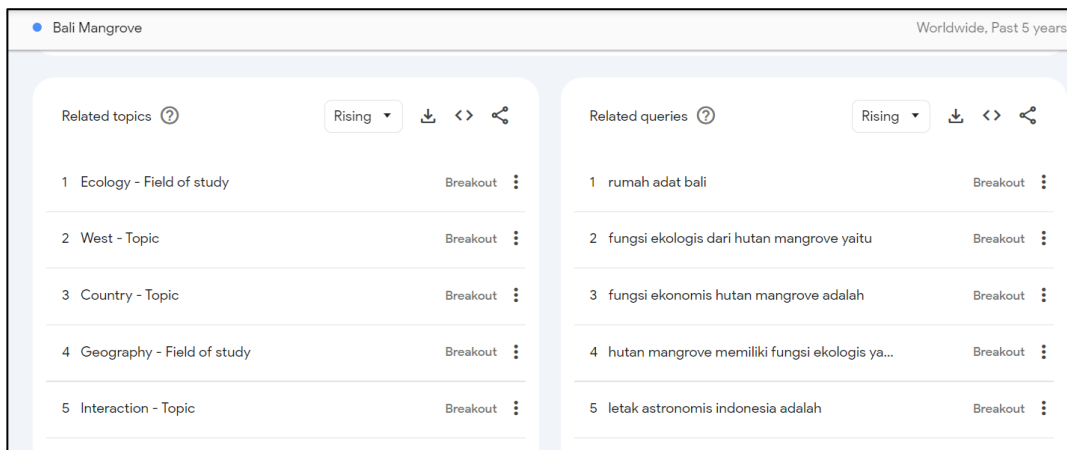 Bali Mangrove Worldwide, Past 5 years
Related topics Rising
1 Ecology - Field of study Breakout
2 West - Topic Breakout
3 Country - Topic Breakout
4 Geography - Field of study Breakout
5 Interaction - Topic Breakout
Related queries Rising
1 rumah adat bali Breakout
2 fungsi ekologis dari hutan mangrove yaitu Breakout
3 fungsi ekonomis hutan mangrove adalah Breakout
4 hutan mangrove memiliki fungsi ekologis ya... Breakout
5 letak astronomis indonesia adalah Breakout